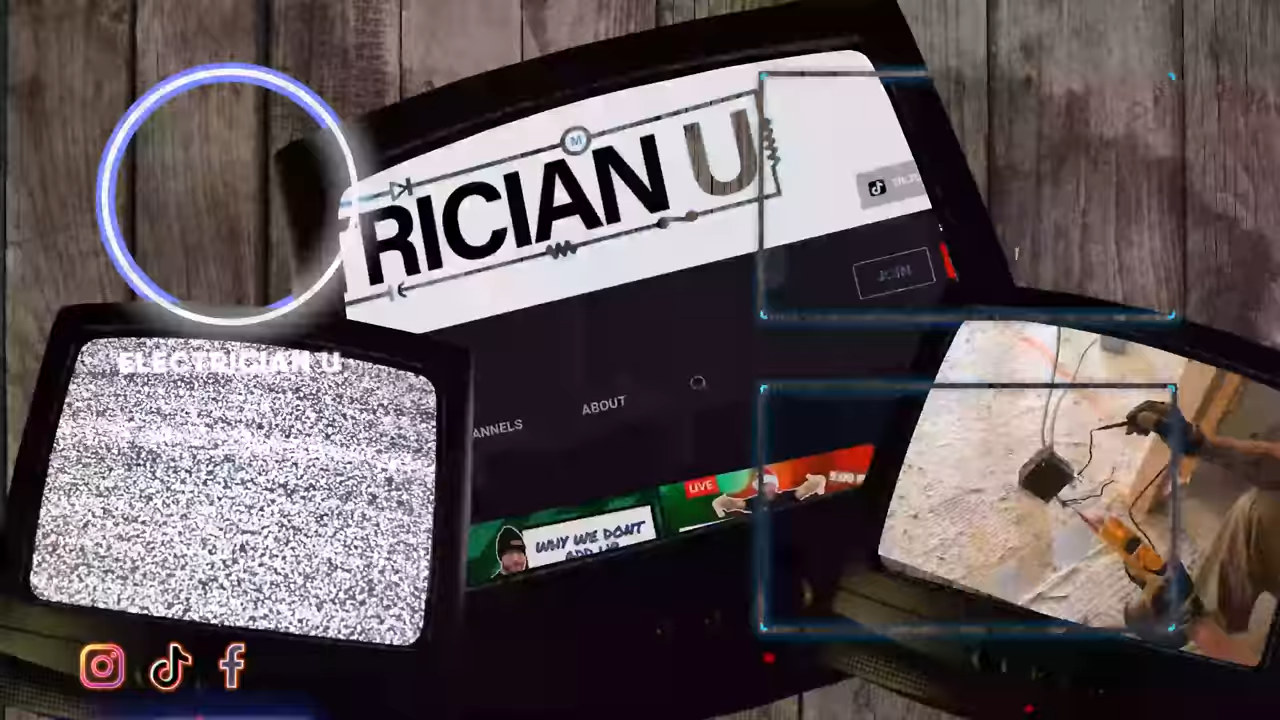 M
RICIAN U
JOIN
ELECTRICIAN U
ANNELS
ABOUT
LIVE
WHY WE DONT